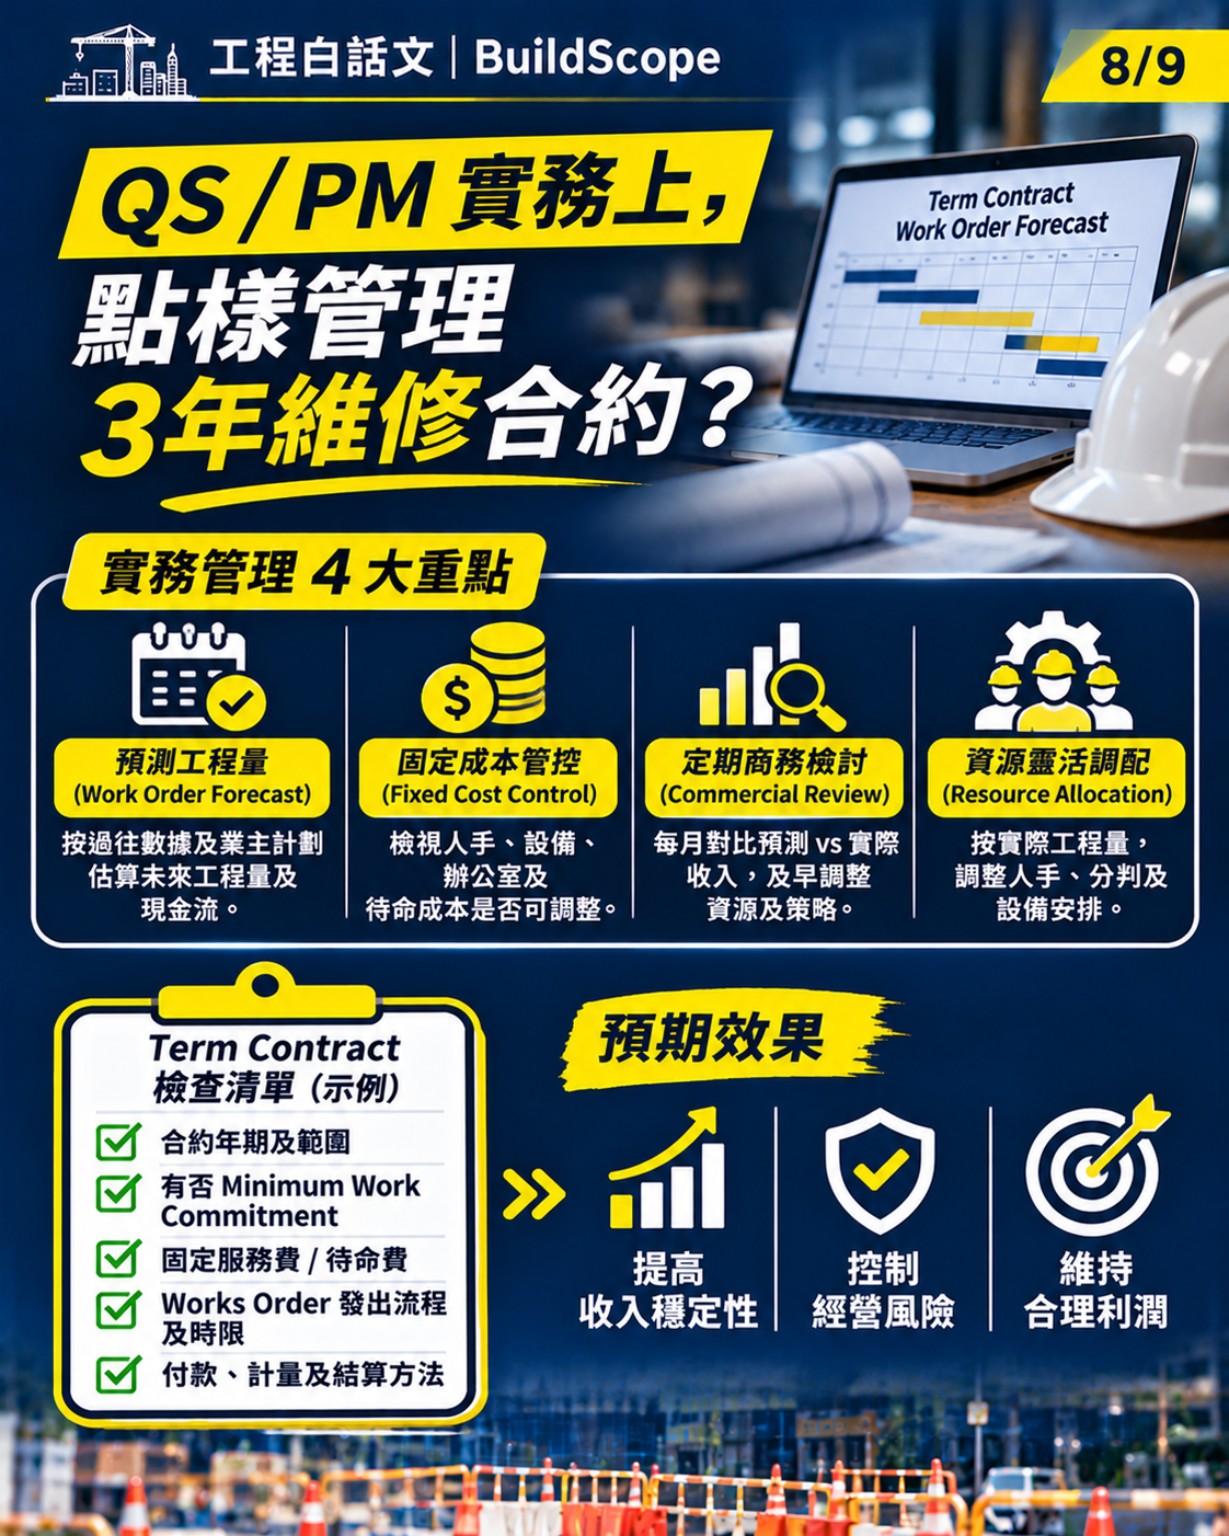 工程白話文 | BuildScope
8/9
QS / PM 實務上，
點樣管理
3年維修合約？
Term Contract
Work Order Forecast
實務管理 4 大重點
預測工程量
(Work Order Forecast)
按過往數據及業主計劃
估算未來工程量及
現金流。
固定成本管控
(Fixed Cost Control)
檢視人手、設備、
辦公室及
待命成本是否可調整。
定期商務檢討
(Commercial Review)
每月對比預測 vs 實際
收入，及早調整
資源及策略。
資源靈活調配
(Resource Allocation)
按實際工程量，
調整人手、分判及
設備安排。
Term Contract
檢查清單（示例）
合約年期及範圍
有否 Minimum Work
Commitment
固定服務費 / 待命費
Works Order 發出流程
及時限
付款、計量及結算方法
預期效果
提高
收入穩定性
控制
經營風險
維持
合理利潤